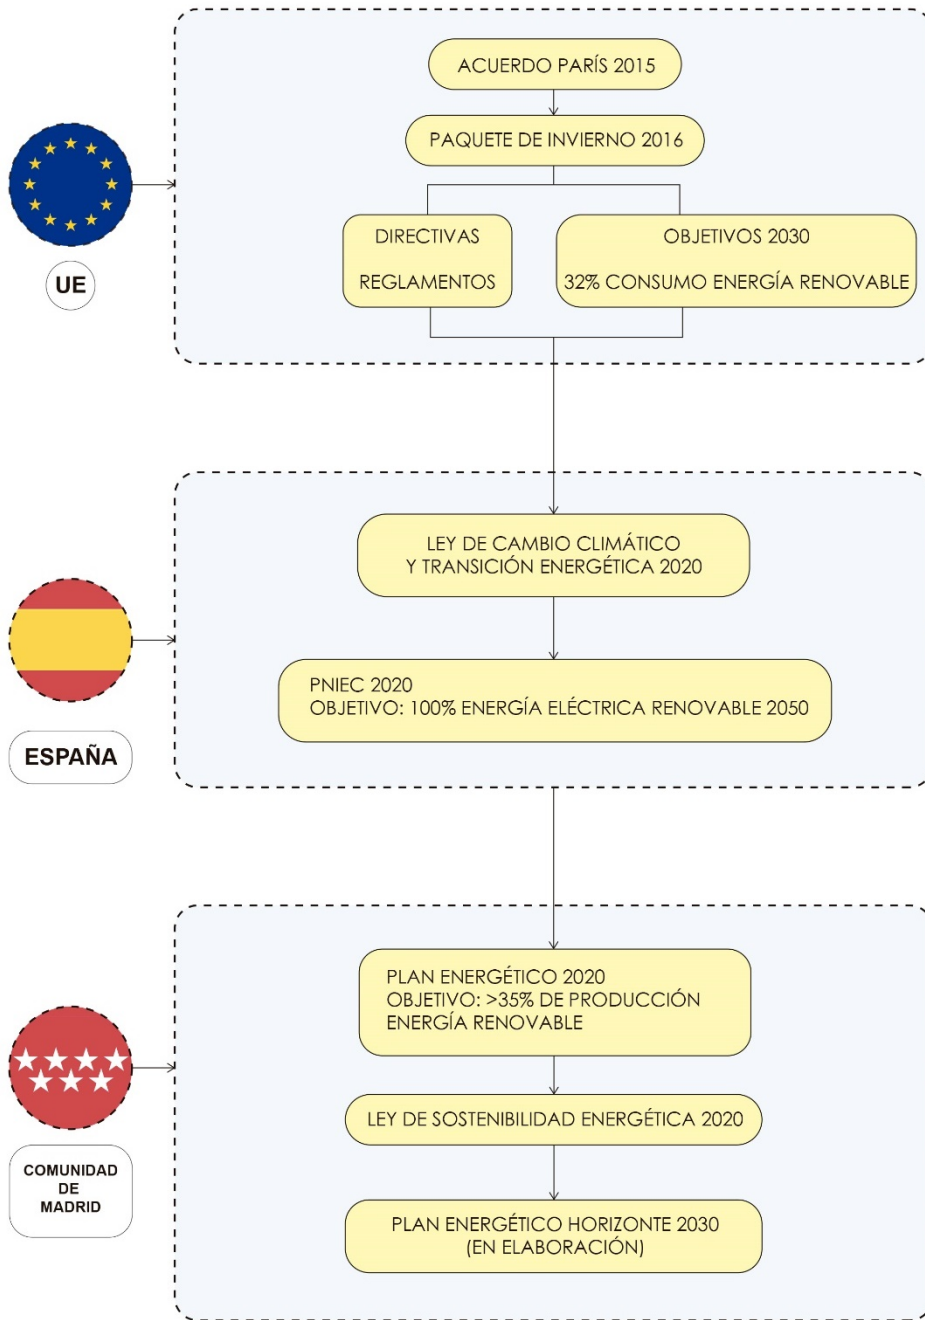 ACUERDO PARÍS 2015
PAQUETE DE INVIERNO 2016
DIRECTIVAS
REGLAMENTOS
OBJETIVOS 2030
32% CONSUMO ENERGÍA RENOVABLE
UE
LEY DE CAMBIO CLIMÁTICO
Y TRANSICIÓN ENERGÉTICA 2020
PNIEC 2020
OBJETIVO: 100% ENERGÍA ELÉCTRICA RENOVABLE 2050
ESPAÑA
PLAN ENERGÉTICO 2020
OBJETIVO: >35% DE PRODUCCIÓN
ENERGÍA RENOVABLE
LEY DE SOSTENIBILIDAD ENERGÉTICA 2020
PLAN ENERGÉTICO HORIZONTE 2030
(EN ELABORACIÓN)
COMUNIDAD
DE
MADRID